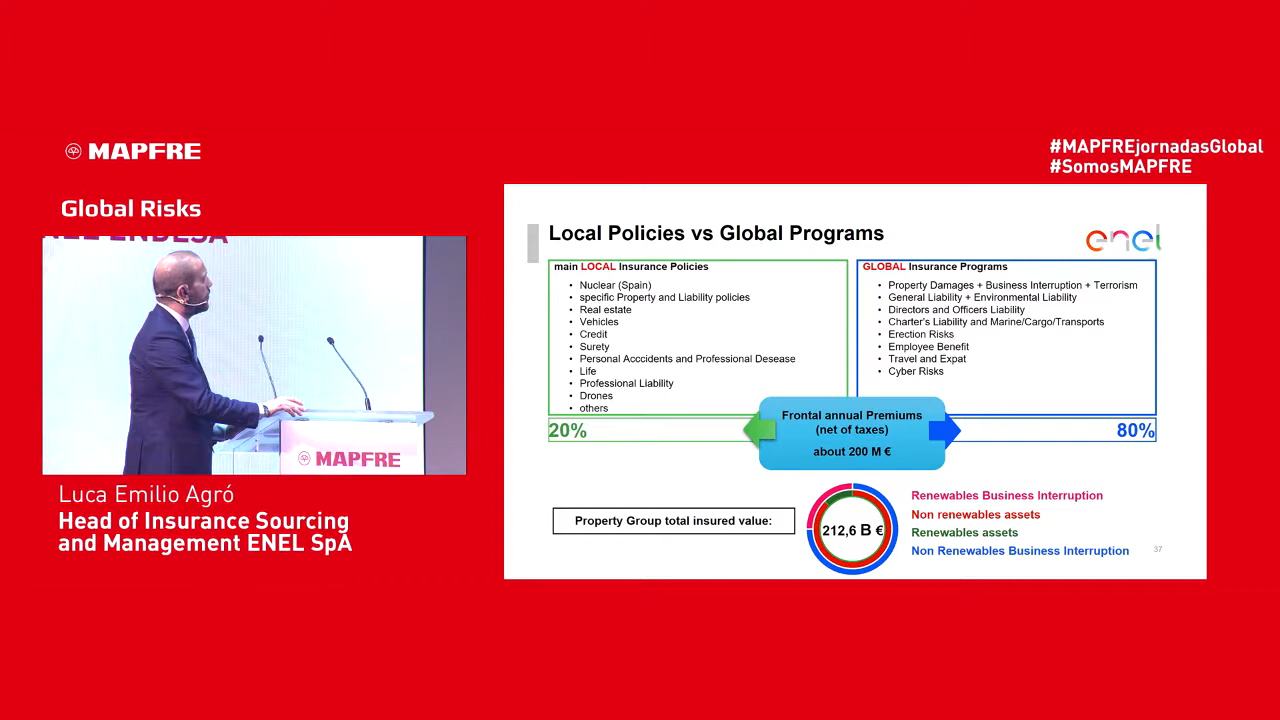 MAPFRE
#MAPFREjornadasGlobal
#SomosMAPFRE
Global Risks
ENEL ENDESA
MAPFRE
Luca Emilio Agró
Head of Insurance Sourcing
and Management ENEL SpA
Local Policies vs Global Programs
enel
main LOCAL Insurance Policies
• Nuclear (Spain)
• specific Property and Liability policies
• Real estate
• Vehicles
• Credit
• Surety
• Personal Acccidents and Professional Desease
• Life
• Professional Liability
• Drones
• others
20%
GLOBAL Insurance Programs
• Property Damages + Business Interruption + Terrorism
• General Liability + Environmental Liability
• Directors and Officers Liability
• Charter's Liability and Marine/Cargo/Transports
• Erection Risks
• Employee Benefit
• Travel and Expat
• Cyber Risks
80%
Frontal annual Premiums
(net of taxes)
about 200 M €
Property Group total insured value:
212,6 B €
Renewables Business Interruption
Non renewables assets
Renewables assets
Non Renewables Business Interruption
37